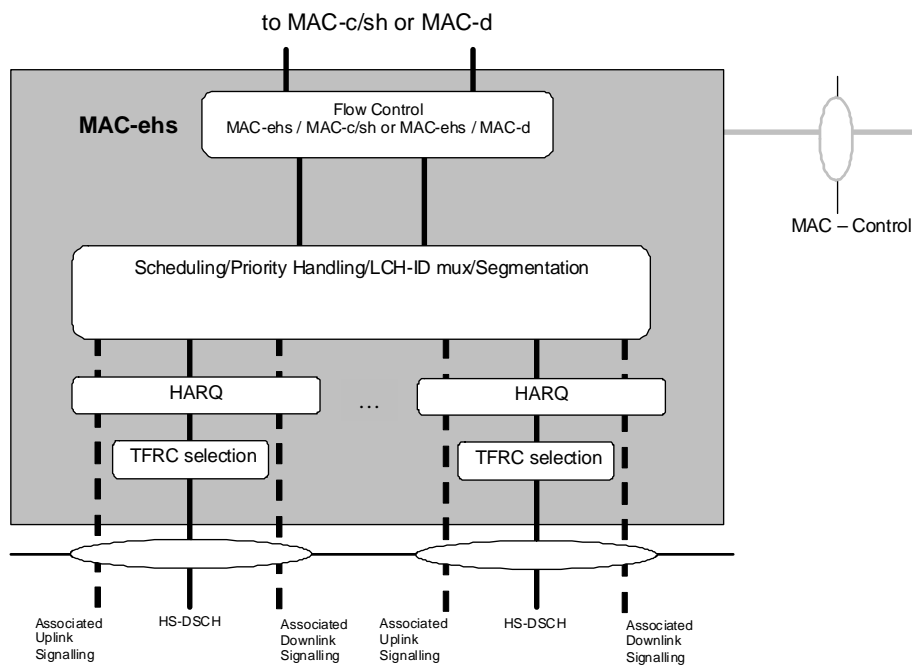 to MAC-c/sh or MAC-d
MAC-ehs
Flow Control
MAC-ehs / MAC-c/sh or MAC-ehs / MAC-d
MAC – Control
Scheduling/Priority Handling/LCH-ID mux/Segmentation
HARQ
...
HARQ
TFRC selection
TFRC selection
Associated
Uplink
Signalling
HS-DSCH
Associated
Downlink
Signalling
Associated
Uplink
Signalling
HS-DSCH
Associated
Downlink
Signalling